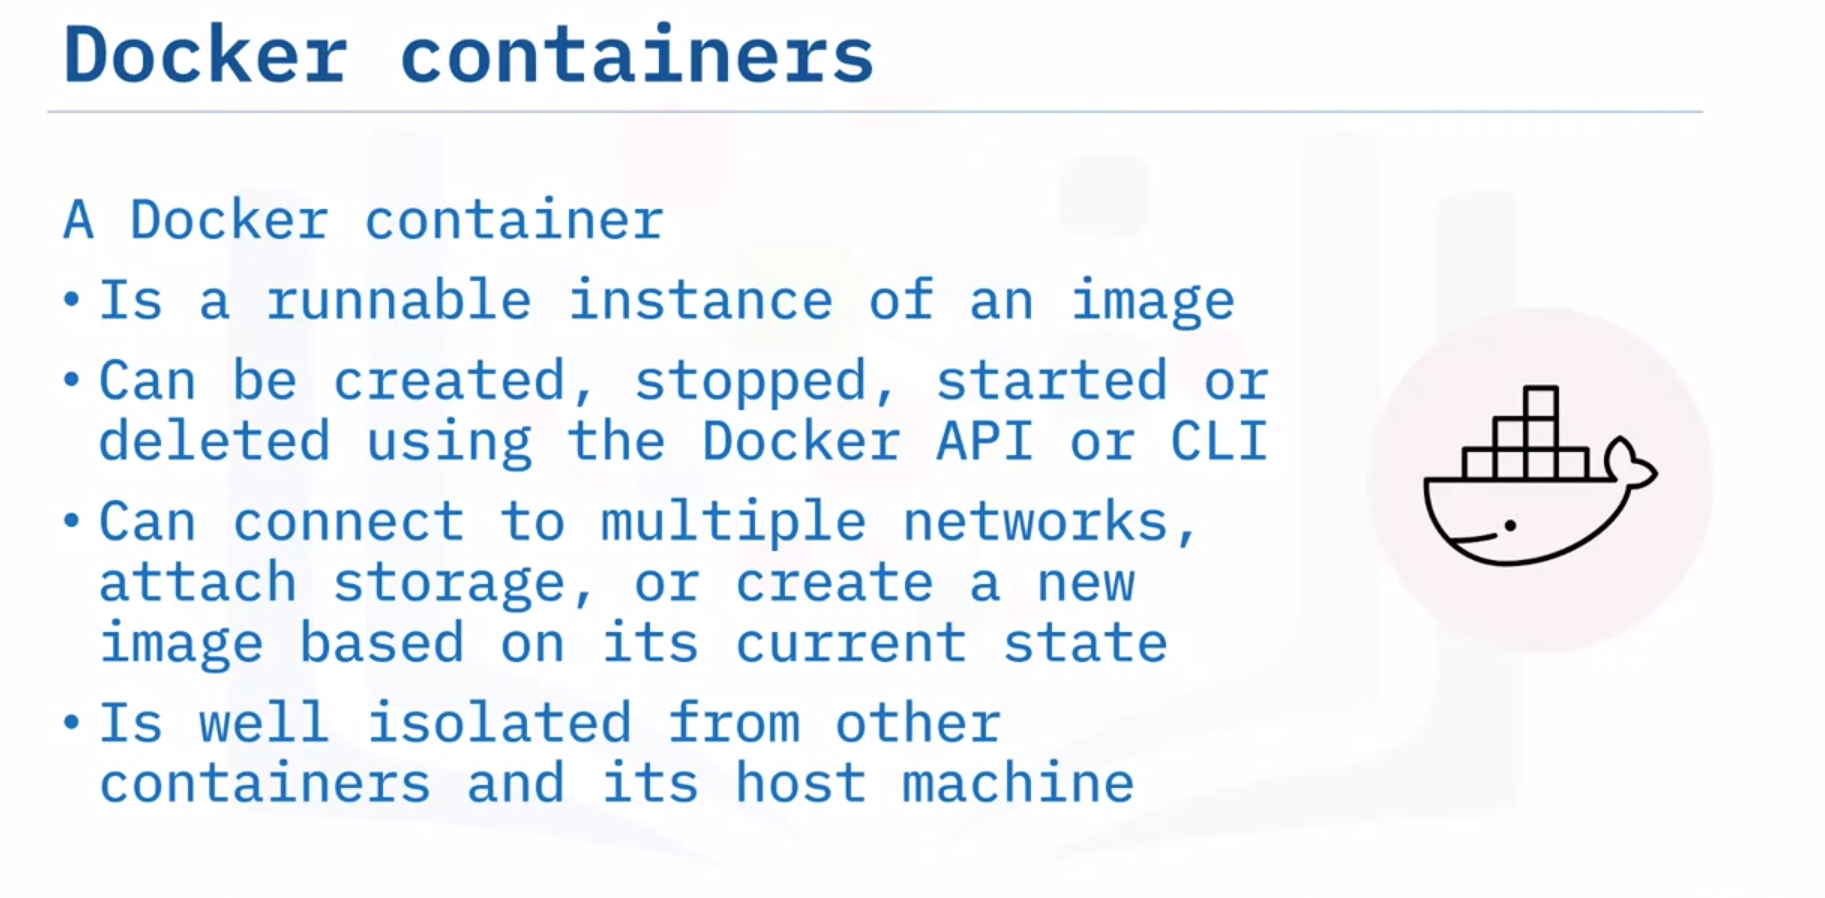 Docker containers
A Docker container
• Is a runnable instance of an image
• Can be created, stopped, started or
deleted using the Docker API or CLI
• Can connect to multiple networks,
attach storage, or create a new
image based on its current state
• Is well isolated from other
containers and its host machine